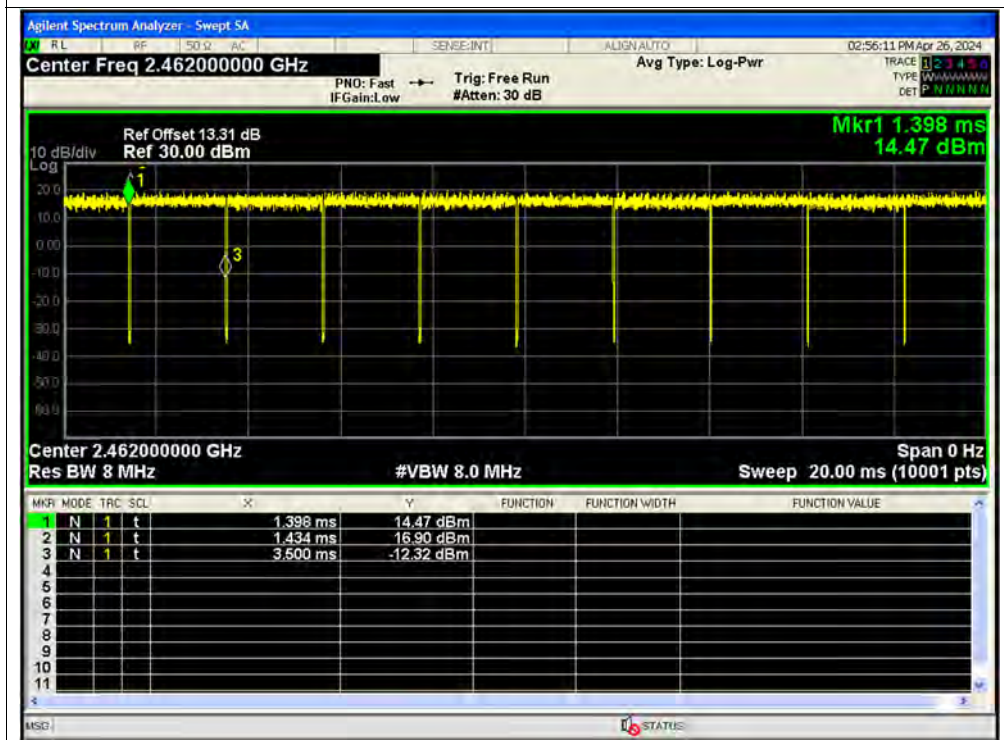 Agilent Spectrum Analyzer - Swept SA
RL RF 50 Ω AC SENSE:INT ALIGN AUTO 02:56:11 PM Apr 26, 2024
Center Freq 2.462000000 GHz
PNO: Fast
IFGain:Low
Trig: Free Run
#Atten: 30 dB
Avg Type: Log-Pwr
TRACE 1 2 3 4 5 6
TYPE W
DET P N N N N N
Mkr1 1.398 ms
14.47 dBm
Ref Offset 13.31 dB
10 dB/div Ref 30.00 dBm
Log
1
20.0
10.0
0.00
3
-10.0
-20.0
-30.0
-40.0
-50.0
-60.0
Center 2.462000000 GHz Span 0 Hz
Res BW 8 MHz #VBW 8.0 MHz Sweep 20.00 ms (10001 pts)
MKR MODE TRC SCL X Y FUNCTION FUNCTION WIDTH FUNCTION VALUE
1 N 1 t 1.398 ms 14.47 dBm
2 N 1 t 1.434 ms 16.90 dBm
3 N 1 t 3.500 ms -12.32 dBm
4
5
6
7
8
9
10
11
MSG STATUS